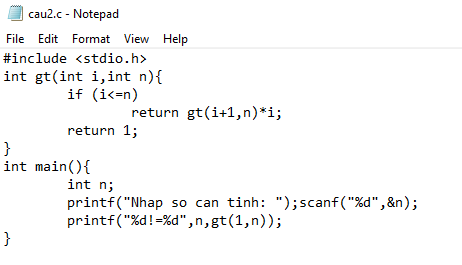 cau2.c - Notepad
File Edit Format View Help
#include <stdio.h>
int gt(int i,int n){
        if (i<=n)
                return gt(i+1,n)*i;
        return 1;
}
int main(){
        int n;
        printf("Nhap so can tinh: ");scanf("%d",&n);
        printf("%d!=%d",n,gt(1,n));
}